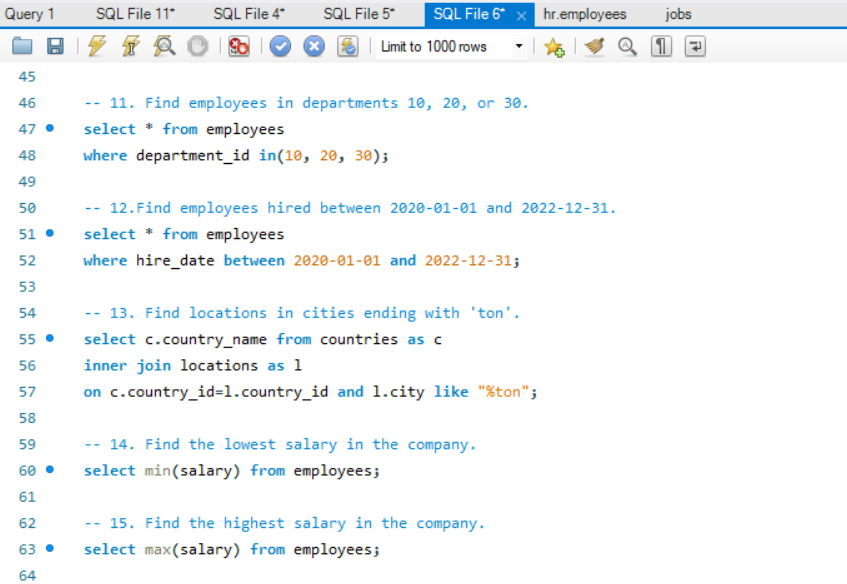 Query 1 SQL File 11* SQL File 4* SQL File 5* SQL File 6* × hr.employees jobs
Limit to 1000 rows
45
46 -- 11. Find employees in departments 10, 20, or 30.
47 select * from employees
48 where department_id in(10, 20, 30);
49
50 -- 12.Find employees hired between 2020-01-01 and 2022-12-31.
51 select * from employees
52 where hire_date between 2020-01-01 and 2022-12-31;
53
54 -- 13. Find locations in cities ending with 'ton'.
55 select c.country_name from countries as c
56 inner join locations as l
57 on c.country_id=l.country_id and l.city like "%ton";
58
59 -- 14. Find the lowest salary in the company.
60 select min(salary) from employees;
61
62 -- 15. Find the highest salary in the company.
63 select max(salary) from employees;
64